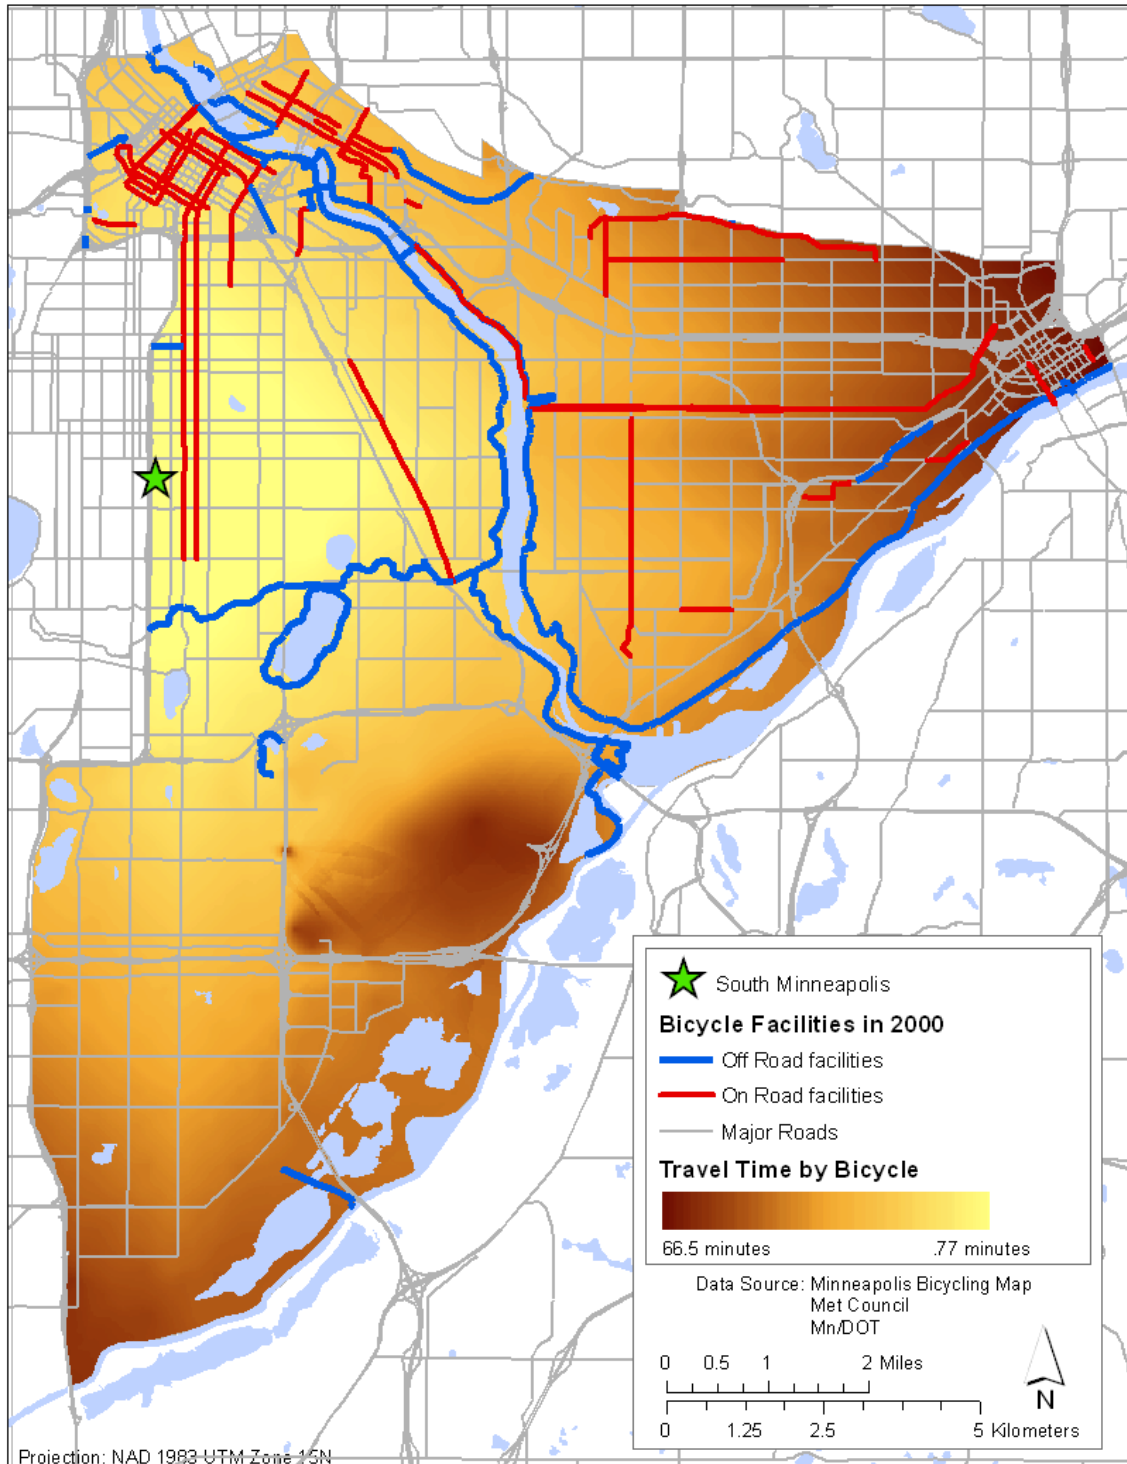 South Minneapolis
Bicycle Facilities in 2000
Off Road facilities
On Road facilities
Major Roads
Travel Time by Bicycle
66.5 minutes .77 minutes
Data Source: Minneapolis Bicycling Map
Met Council
Mn/DOT
0 0.5 1 2 Miles
0 1.25 2.5 5 Kilometers
N
Projection: NAD 1983 UTM Zone 15N